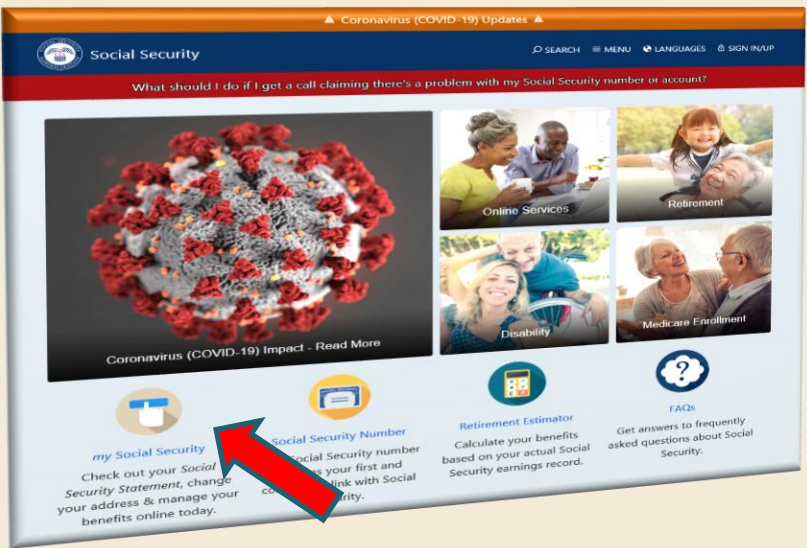 ⚠ Coronavirus (COVID-19) Updates ⚠
Social Security
SEARCH MENU LANGUAGES SIGN IN/UP
What should I do if I get a call claiming there's a problem with my Social Security number or account?
Online Services
Retirement
Coronavirus (COVID-19) Impact - Read More
Disability
Medicare Enrollment
my Social Security
Check out your Social
Security Statement, change
your address & manage your
benefits online today.
Social Security Number
Social Security number
your first and
link with Social
Retirement Estimator
Calculate your benefits
based on your actual Social
Security earnings record.
FAQs
Get answers to frequently
asked questions about Social
Security.